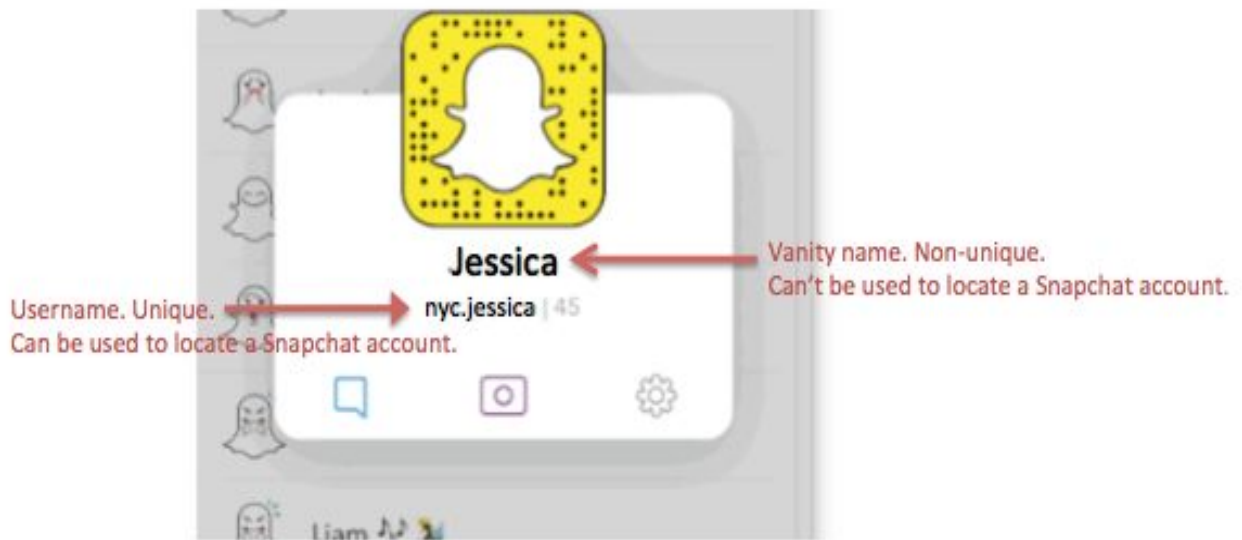 Jessica
Vanity name. Non-unique.
Can't be used to locate a Snapchat account.
nyc.jessica | 45
Username. Unique.
Can be used to locate a Snapchat account.
Liam 🎶